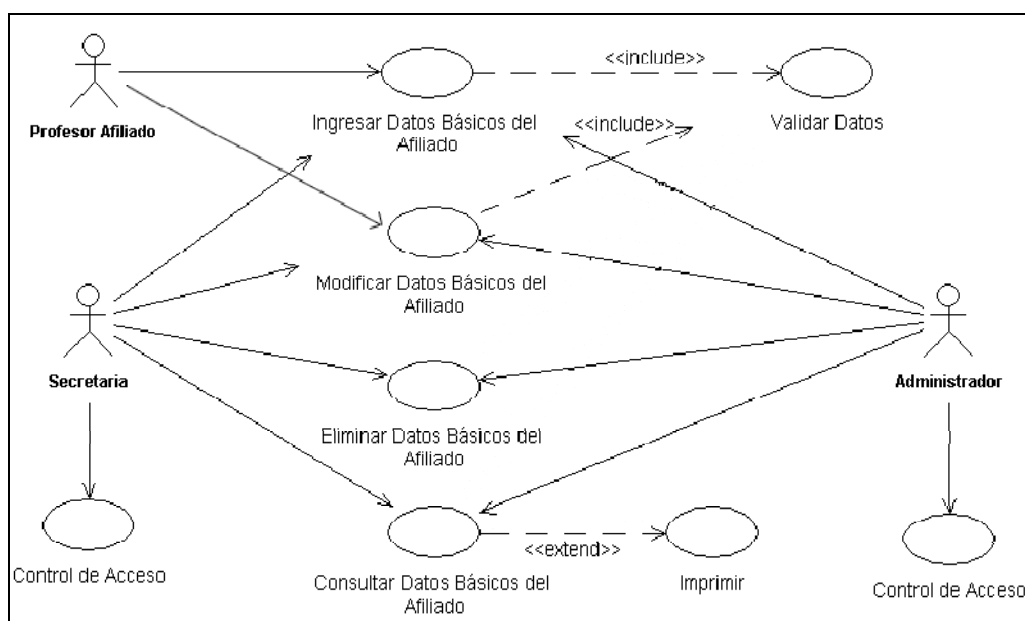 <<include>>
Profesor Afiliado
Ingresar Datos Básicos del
Afiliado
Validar Datos
<<include>>
Modificar Datos Básicos del
Afiliado
Secretaria
Administrador
Eliminar Datos Básicos del
Afiliado
Control de Acceso
<<extend>>
Consultar Datos Básicos del
Afiliado
Imprimir
Control de Acceso